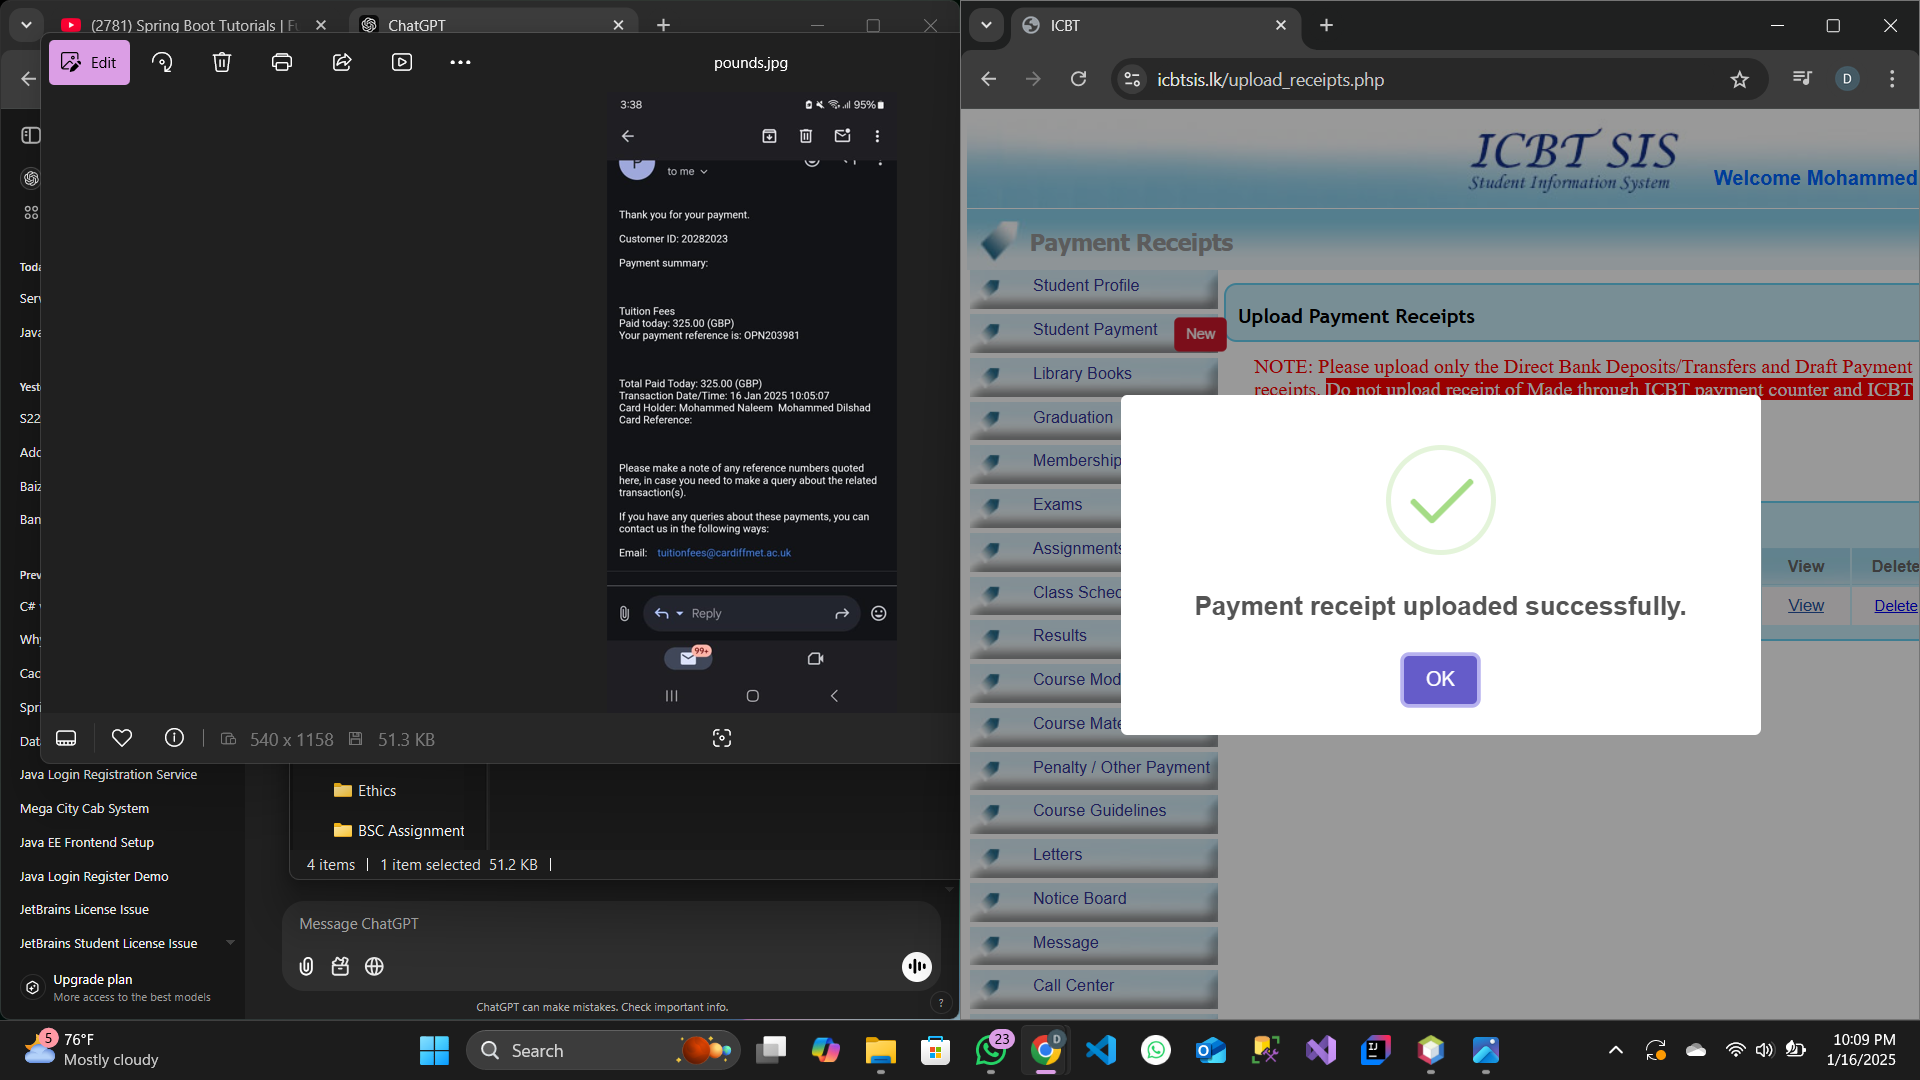 (2781) Spring Boot Tutorials | Fu
ChatGPT
Edit
pounds.jpg
3:38
95%
P
to me
Thank you for your payment.
Customer ID: 20282023
Payment summary:
Tuition Fees
Paid today: 325.00 (GBP)
Your payment reference is: OPN203981
Total Paid Today: 325.00 (GBP)
Transaction Date/Time: 16 Jan 2025 10:05:07
Card Holder: Mohammed Naleem  Mohammed Dilshad
Card Reference:
Please make a note of any reference numbers quoted
here, in case you need to make a query about the related
transaction(s).
If you have any queries about these payments, you can
contact us in the following ways:
Email: tuitionfees@cardiffmet.ac.uk
Reply
99+
540 x 1158
51.3 KB
Toda
Serv
Java
Yest
S22
Add
Baiz
Ban
Prev
C# v
Why
Cac
Spri
Dat
Java Login Registration Service
Mega City Cab System
Java EE Frontend Setup
Java Login Register Demo
JetBrains License Issue
JetBrains Student License Issue
Upgrade plan
More access to the best models
Ethics
BSC Assignment
4 items
1 item selected 51.2 KB
Message ChatGPT
ChatGPT can make mistakes. Check important info.
?
ICBT
icbtsis.lk/upload_receipts.php
D
ICBT SIS
Student Information System
Welcome Mohammed
Payment Receipts
Student Profile
Student Payment
New
Library Books
Graduation
Membership
Exams
Assignments
Class Sched
Results
Course Mod
Course Mate
Penalty / Other Payment
Course Guidelines
Letters
Notice Board
Message
Call Center
Upload Payment Receipts
NOTE: Please upload only the Direct Bank Deposits/Transfers and Draft Payment
receipts. Do not upload receipt of Made through ICBT payment counter and ICBT
View
Delete
View
Delete
Payment receipt uploaded successfully.
OK
5
76°F
Mostly cloudy
Search
23
D
10:09 PM
1/16/2025